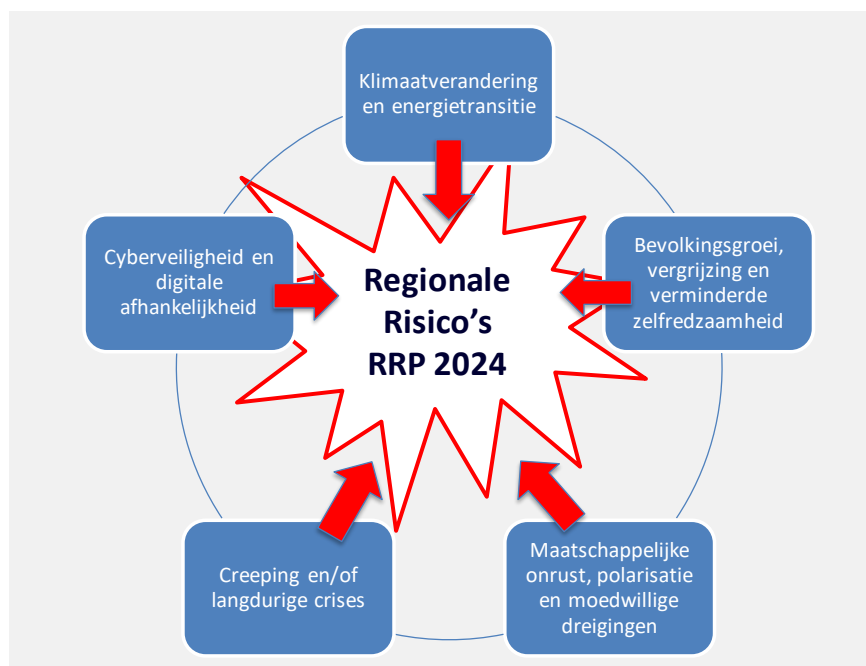 Klimaatverandering
en energietransitie
Cyberveiligheid en
digitale
afhankelijkheid
Regionale
Risico’s
RRP 2024
Bevolkingsgroei,
vergrijzing en
verminderde
zelfredzaamheid
Creeping en/of
langdurige crises
Maatschappelijke
onrust, polarisatie
en moedwillige
dreigingen